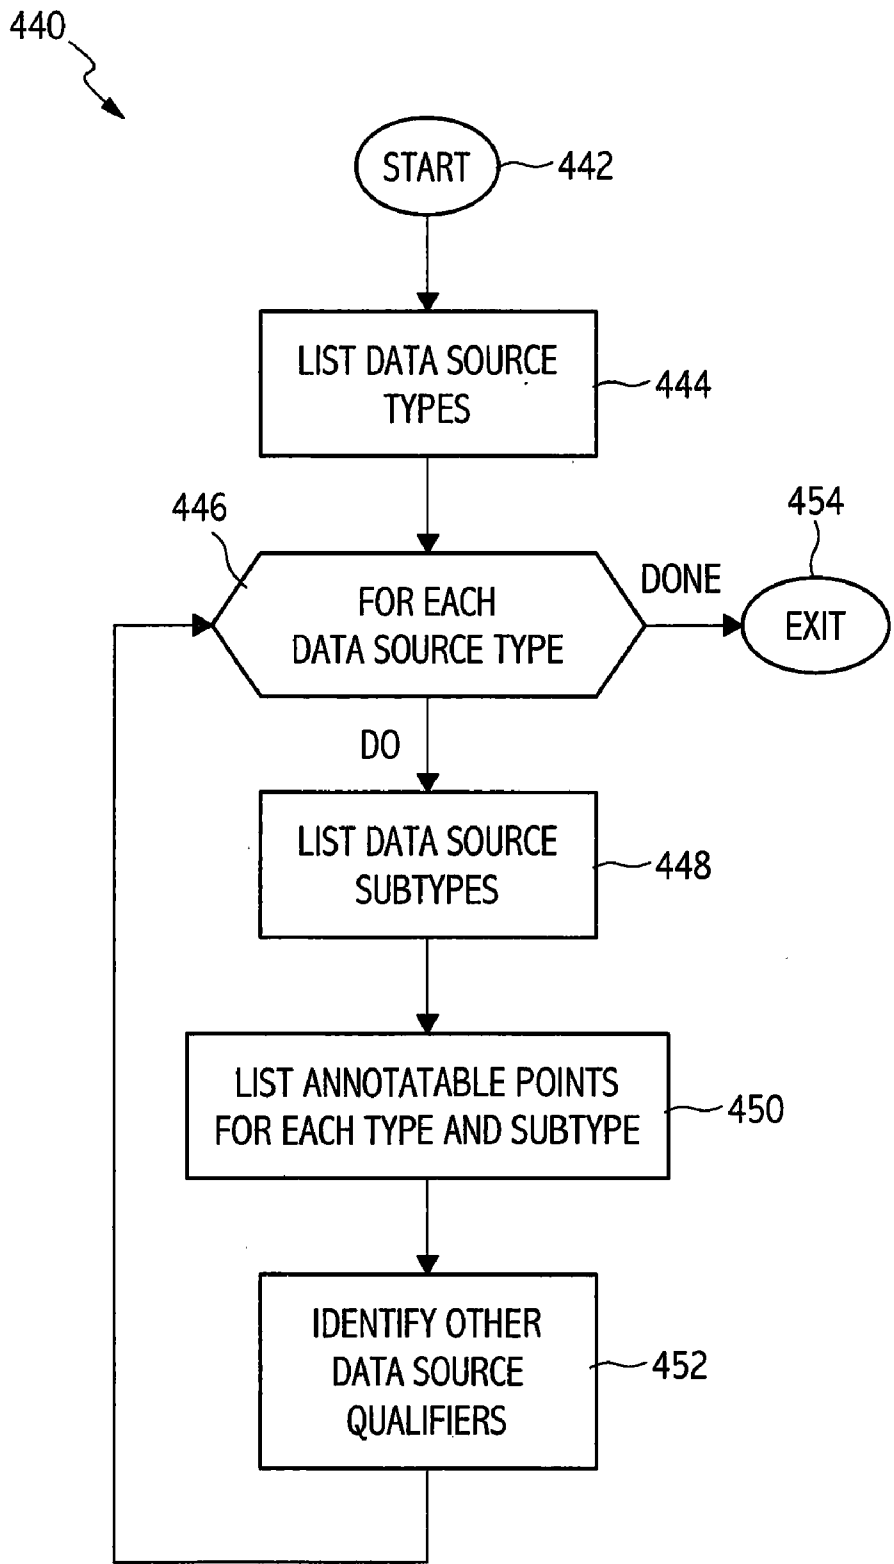 440
START
442
LIST DATA SOURCE
TYPES
444
446
454
FOR EACH
DATA SOURCE TYPE
DONE
EXIT
DO
LIST DATA SOURCE
SUBTYPES
448
LIST ANNOTATABLE POINTS
FOR EACH TYPE AND SUBTYPE
450
IDENTIFY OTHER
DATA SOURCE
QUALIFIERS
452